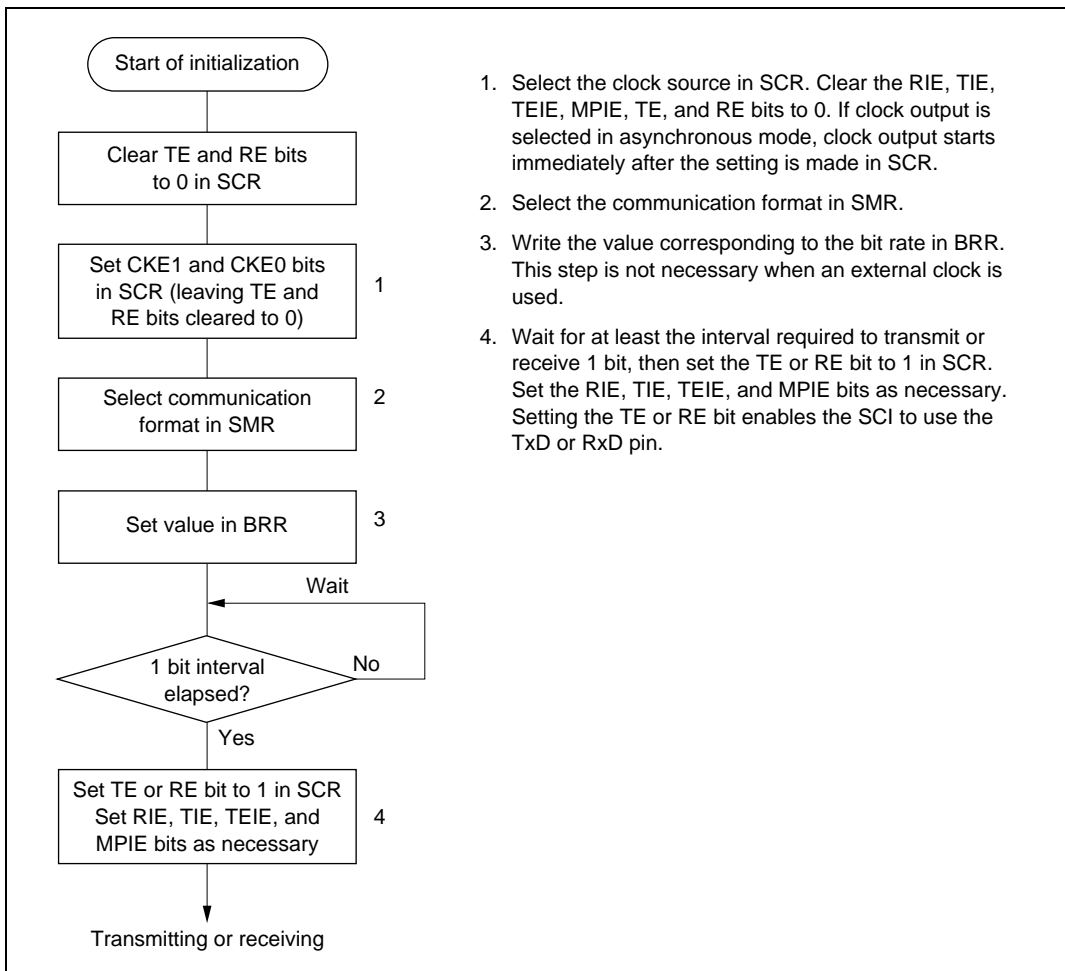 Start of initialization
Clear TE and RE bits
to 0 in SCR
Set CKE1 and CKE0 bits
in SCR (leaving TE and
RE bits cleared to 0)
1
Select communication
format in SMR
2
Set value in BRR
3
Wait
1 bit interval
elapsed?
No
Yes
Set TE or RE bit to 1 in SCR
Set RIE, TIE, TEIE, and
MPIE bits as necessary
4
Transmitting or receiving
1. Select the clock source in SCR. Clear the RIE, TIE,
TEIE, MPIE, TE, and RE bits to 0. If clock output is
selected in asynchronous mode, clock output starts
immediately after the setting is made in SCR.
2. Select the communication format in SMR.
3. Write the value corresponding to the bit rate in BRR.
This step is not necessary when an external clock is
used.
4. Wait for at least the interval required to transmit or
receive 1 bit, then set the TE or RE bit to 1 in SCR.
Set the RIE, TIE, TEIE, and MPIE bits as necessary.
Setting the TE or RE bit enables the SCI to use the
TxD or RxD pin.